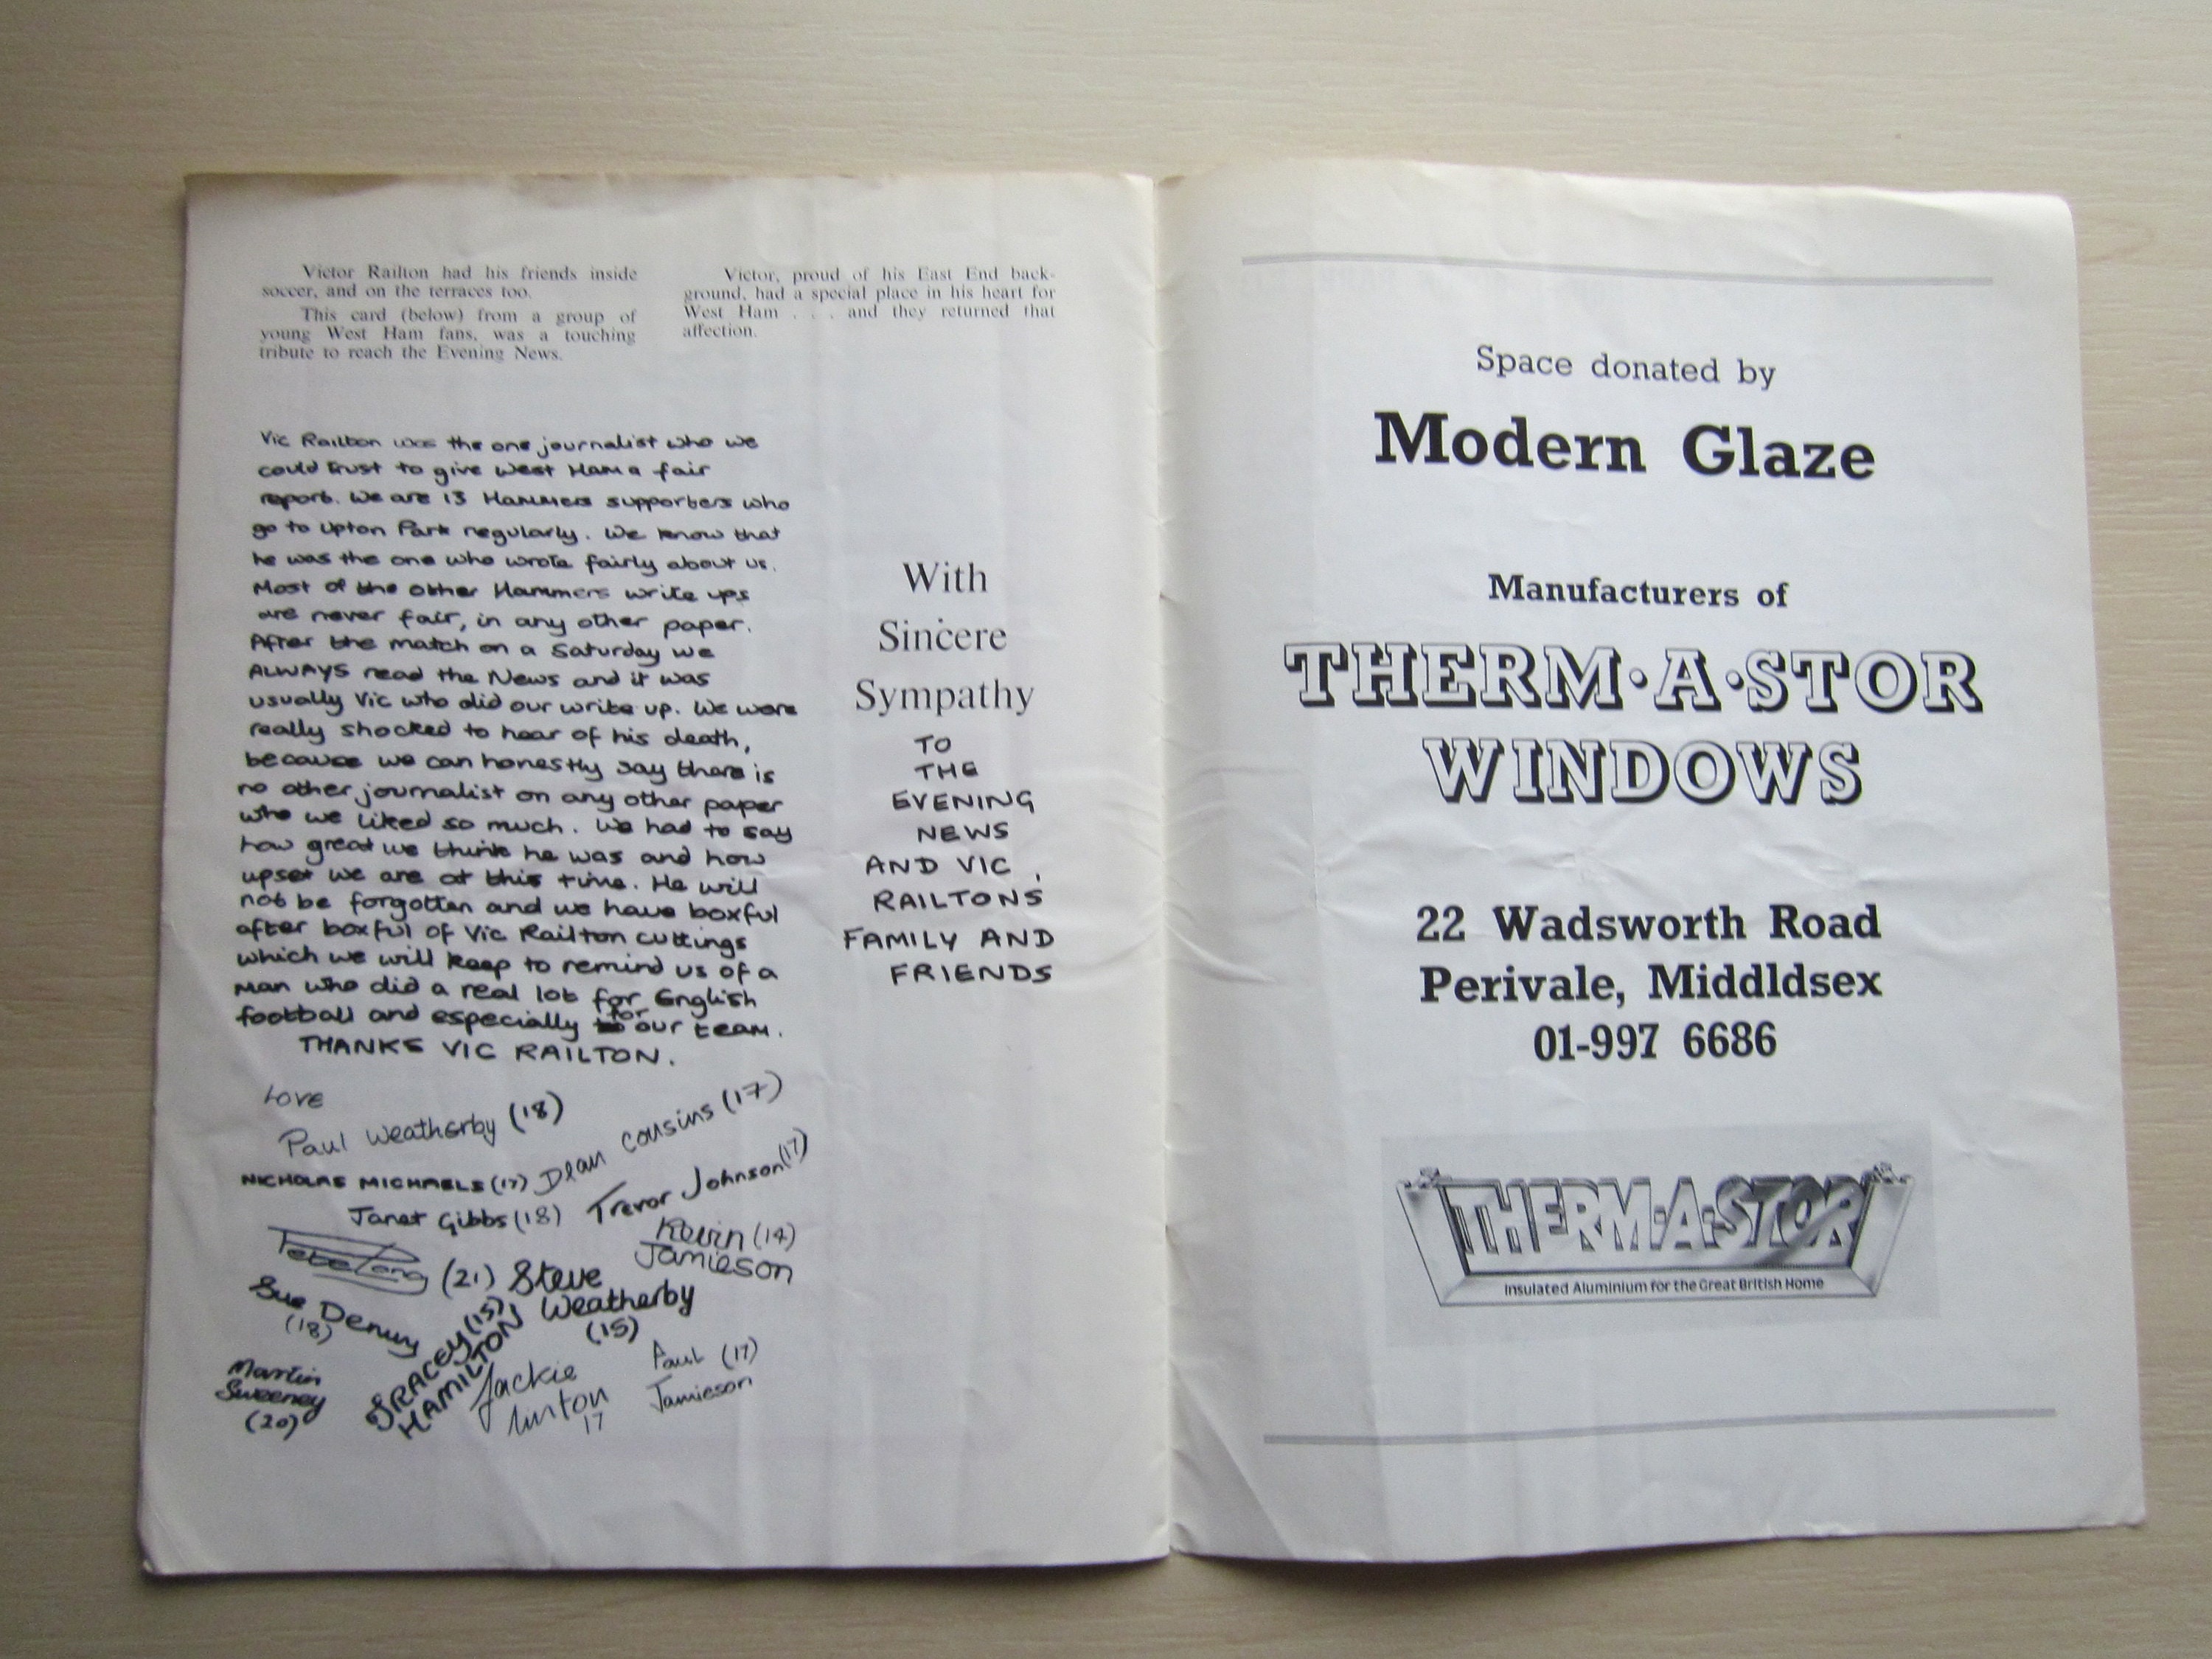 Victor Railton had his friends inside
soccer, and on the terraces too.
This card (below) from a group of
young West Ham fans, was a touching
tribute to reach the Evening News.
Victor, proud of his East End back-
ground, had a special place in his heart for
West Ham . . . and they returned that
affection.
Vic Railton was the one journalist who we
could trust to give West Ham a fair
report. We are 13 Hammers supporters who
go to Upton Park regularly. We know that
he was the one who wrote fairly about us.
Most of the other Hammers write ups
are never fair, in any other paper.
After the match on a Saturday we
ALWAYS read the News and it was
usually Vic who did our write up. We were
really shocked to hear of his death,
because we can honestly say there is
no other journalist on any other paper
who we liked so much. We had to say
how great we think he was and how
upset we are at this time. He will
not be forgotten and we have boxful
after boxful of Vic Railton cuttings
which we will keep to remind us of a
man who did a real lob for English
football and especially for our team.
THANKS VIC RAILTON.
Love
Paul Weatherby (18)
Dean Cousins (17)
NICHOLAS MICHAELS (17)
Trevor Johnson (17)
Janet Gibbs (18)
Kevin (14)
Jamieson
(21)
Steve
Weatherby
(15)
Sue
(18)
TRACEY (15)
HAMILTON
Martin
Sweeney
(20)
Jackie
Linton
17
Paul (17)
Jamieson
With
Sincere
Sympathy
TO
THE
EVENING
NEWS
AND VIC
RAILTONS
FAMILY AND
FRIENDS
Space donated by
Modern Glaze
Manufacturers of
THERM·A·STOR
WINDOWS
22 Wadsworth Road
Perivale, Middldsex
01-997 6686
THERM·A·STOR
Insulated Aluminium for the Great British Home